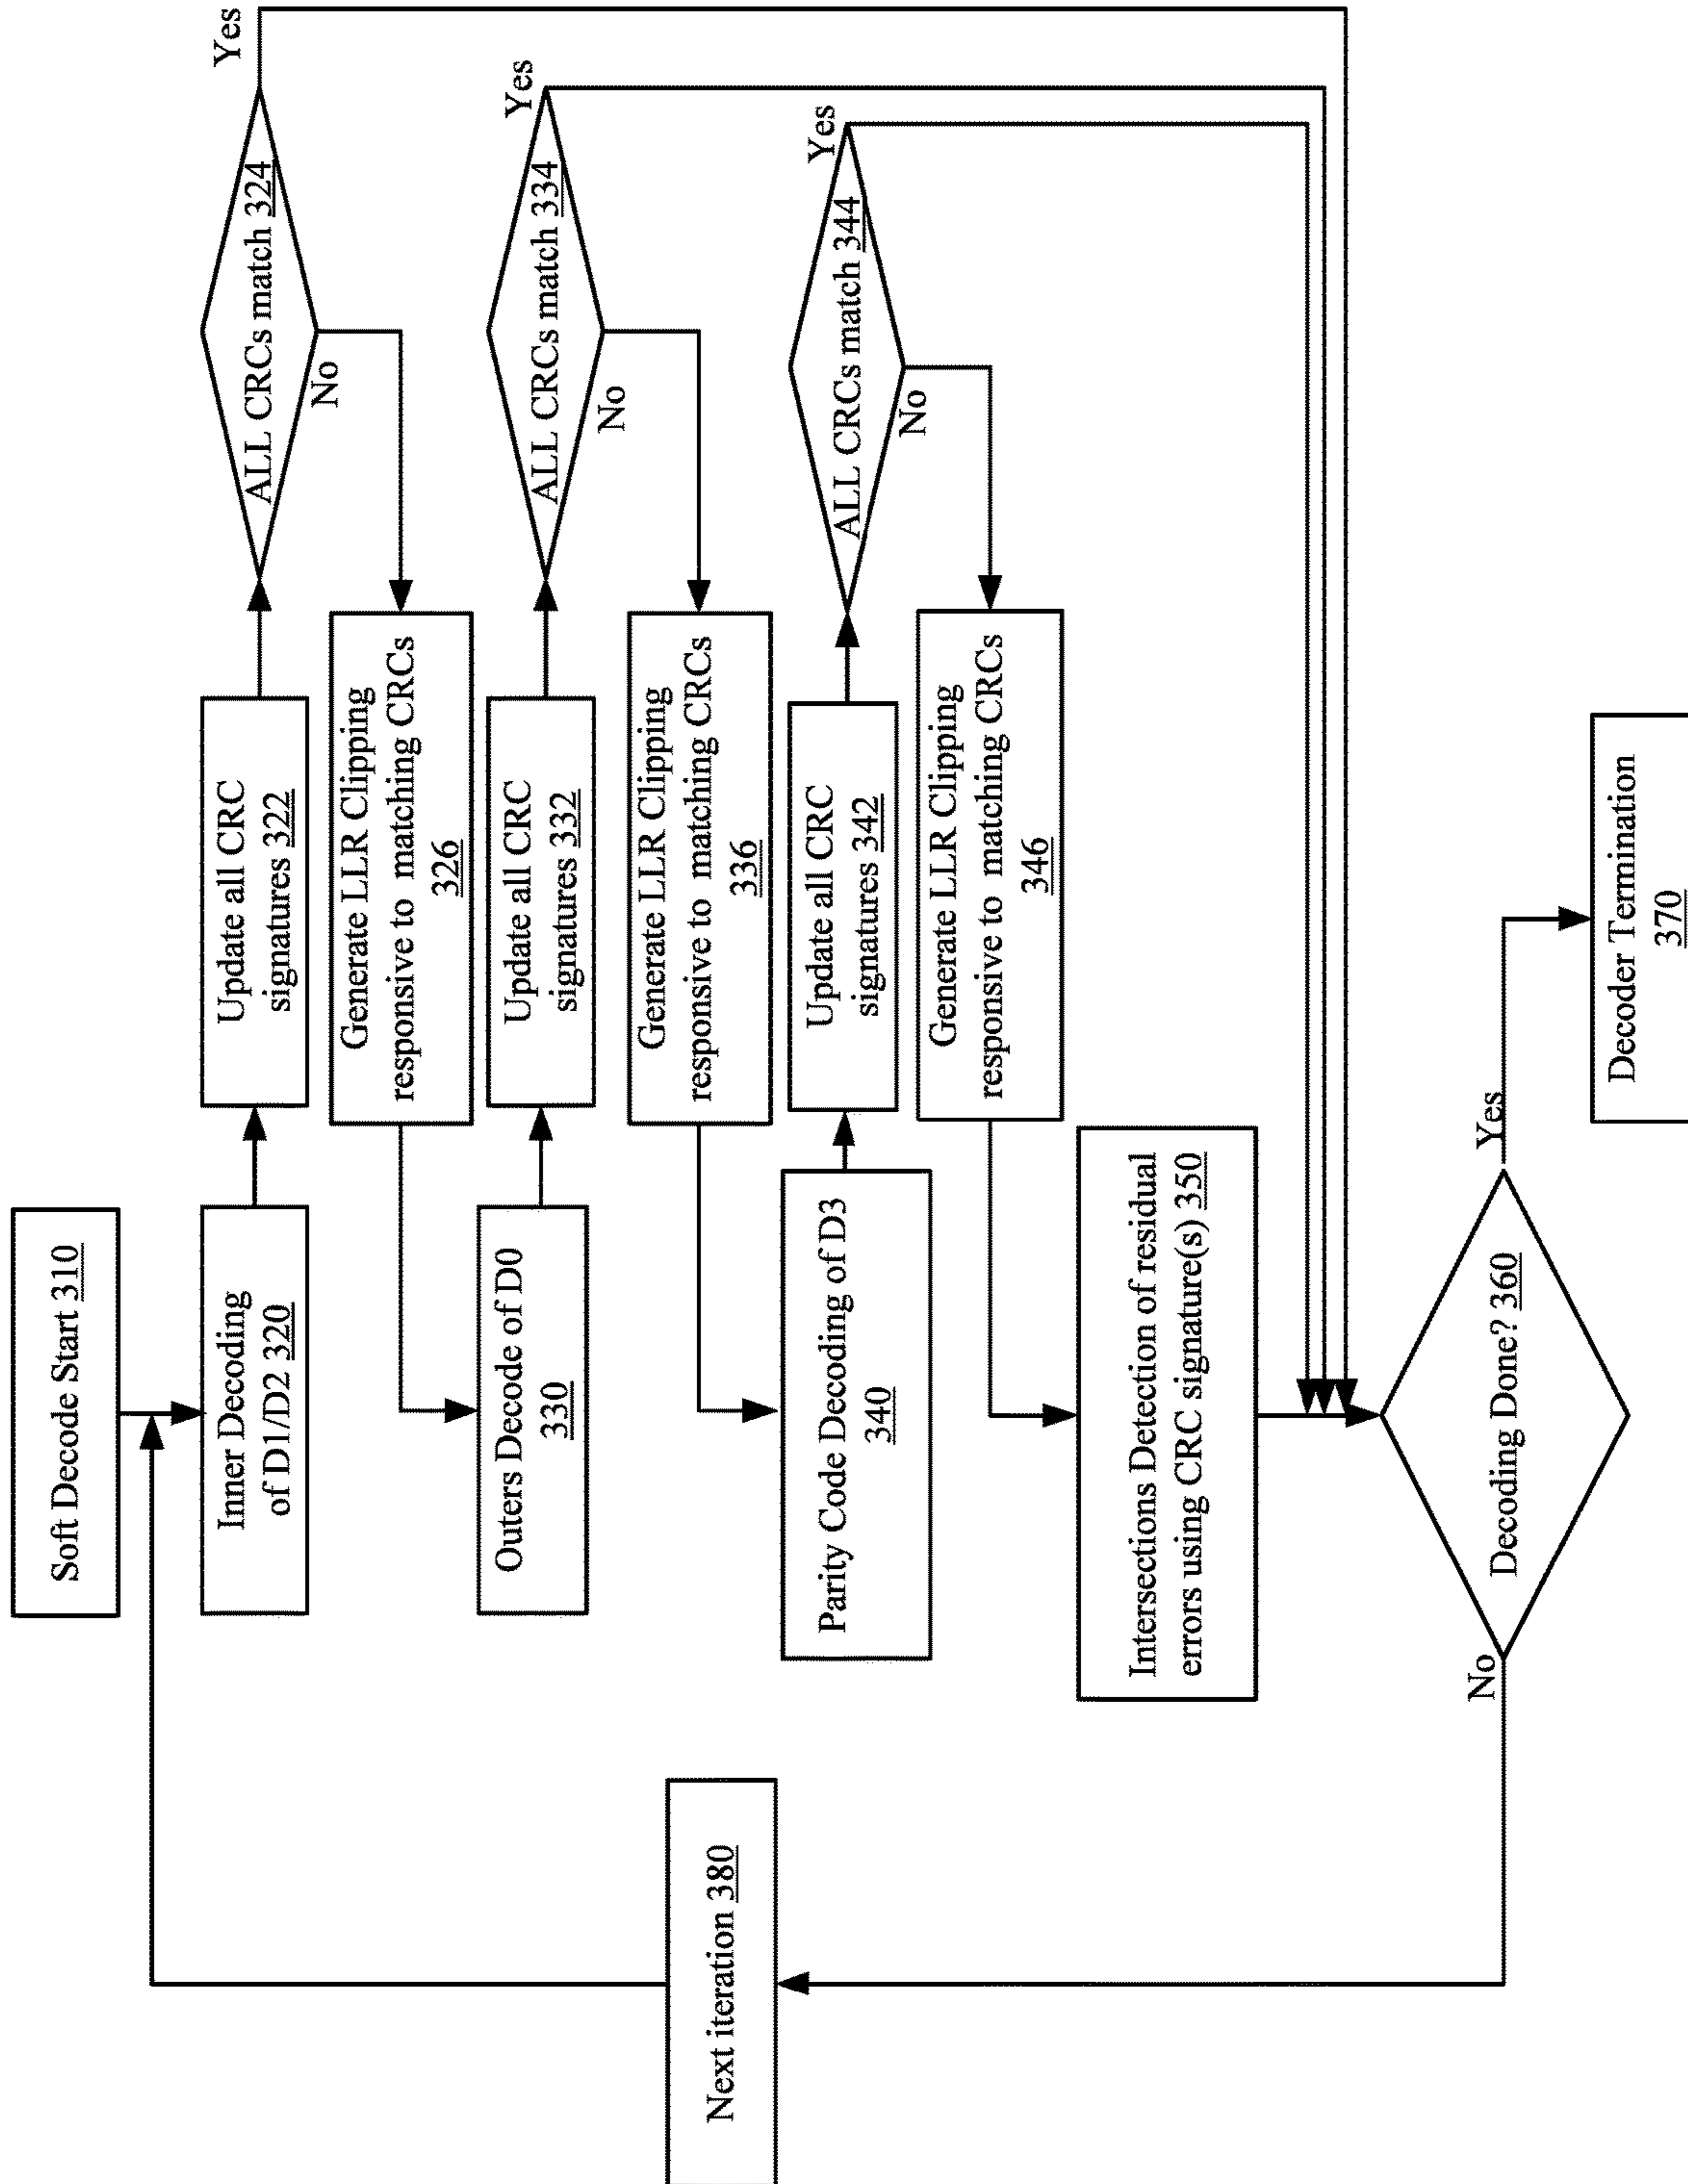 Soft Decode Start 310
Inner Decoding
of D1/D2 320
Update all CRC
signatures 322
ALL CRCs match 324
Yes
No
Generate LLR Clipping
responsive to matching CRCs
326
Outers Decode of D0
330
Update all CRC
signatures 332
ALL CRCs match 334
Yes
No
Generate LLR Clipping
responsive to matching CRCs
336
Parity Code Decoding of D3
340
Update all CRC
signatures 342
ALL CRCs match 344
Yes
No
Generate LLR Clipping
responsive to matching CRCs
346
Intersections Detection of residual
errors using CRC signature(s) 350
Decoding Done? 360
Yes
No
Decoder Termination
370
Next iteration 380